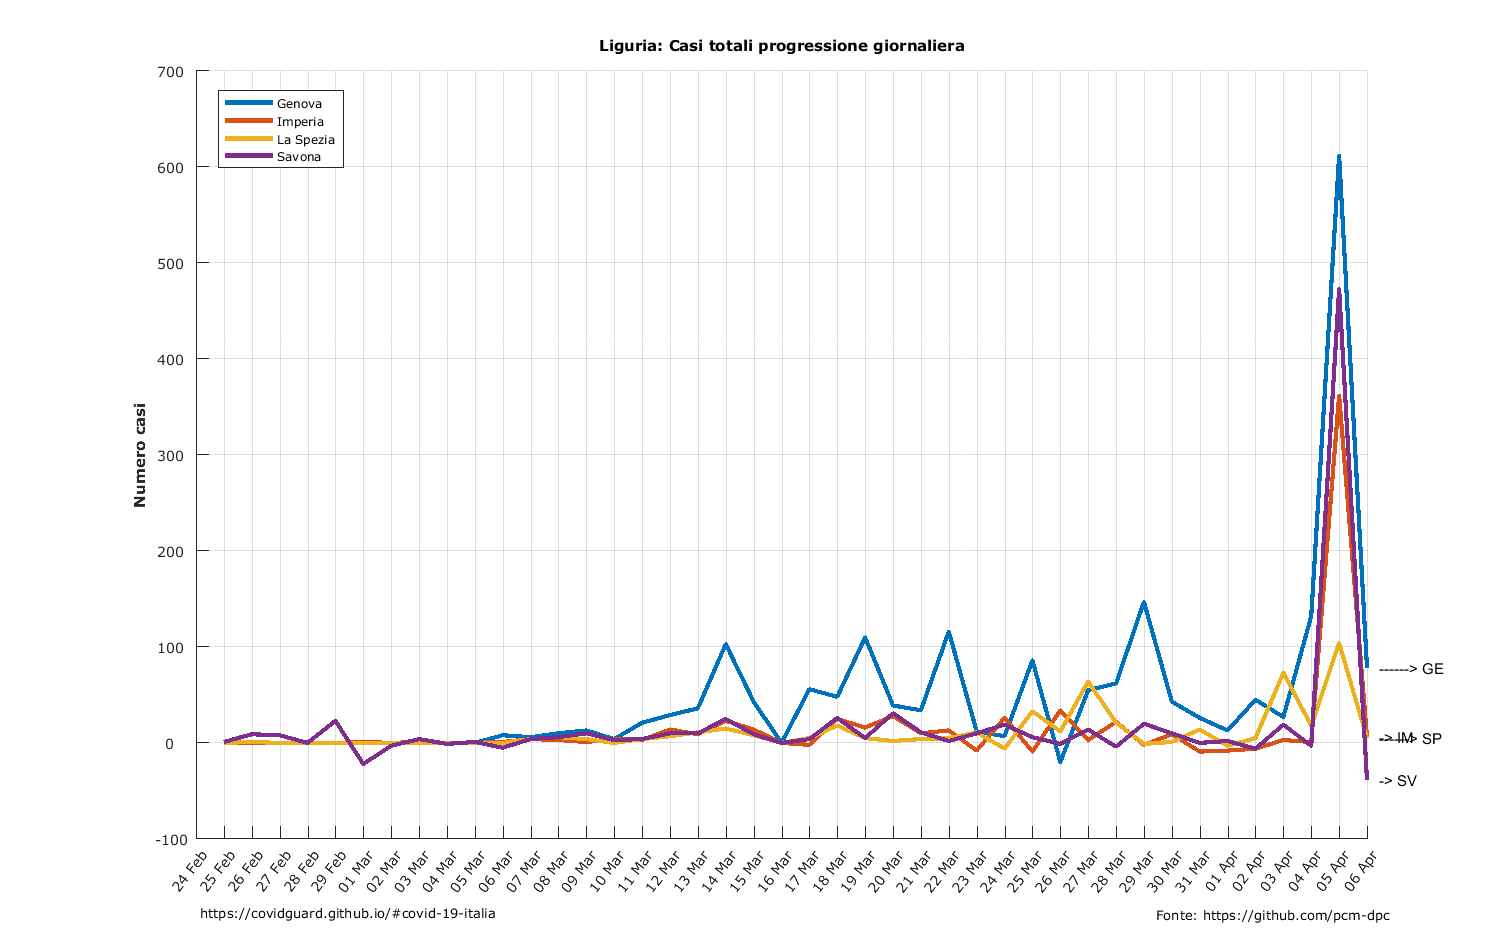 Liguria: Casi totali progressione giornaliera
700
600
500
400
300
200
100
0
-100
Numero casi
Genova
Imperia
La Spezia
Savona
------> GE
-> IM
-----> SP
-> SV
24 Feb
25 Feb
26 Feb
27 Feb
28 Feb
29 Feb
01 Mar
02 Mar
03 Mar
04 Mar
05 Mar
06 Mar
07 Mar
08 Mar
09 Mar
10 Mar
11 Mar
12 Mar
13 Mar
14 Mar
15 Mar
16 Mar
17 Mar
18 Mar
19 Mar
20 Mar
21 Mar
22 Mar
23 Mar
24 Mar
25 Mar
26 Mar
27 Mar
28 Mar
29 Mar
30 Mar
31 Mar
01 Apr
02 Apr
03 Apr
04 Apr
05 Apr
06 Apr
https://covidguard.github.io/#covid-19-italia
Fonte: https://github.com/pcm-dpc